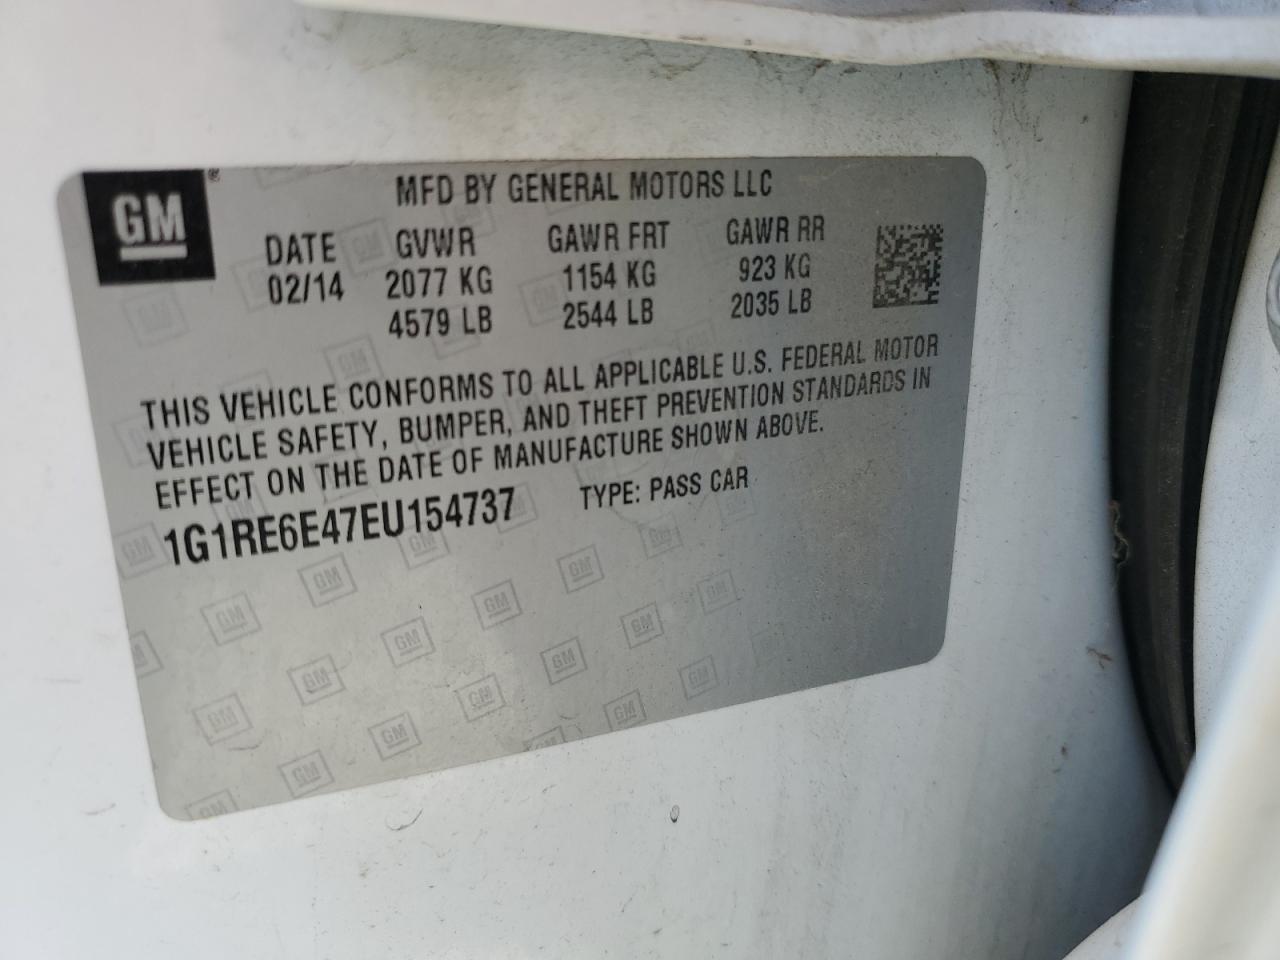 GM®
MFD BY GENERAL MOTORS LLC
DATE GVWR GAWR FRT GAWR RR
02/14 2077 KG 1154 KG 923 KG
4579 LB 2544 LB 2035 LB
THIS VEHICLE CONFORMS TO ALL APPLICABLE U.S. FEDERAL MOTOR
VEHICLE SAFETY, BUMPER, AND THEFT PREVENTION STANDARDS IN
EFFECT ON THE DATE OF MANUFACTURE SHOWN ABOVE.
1G1RE6E47EU154737 TYPE: PASS CAR